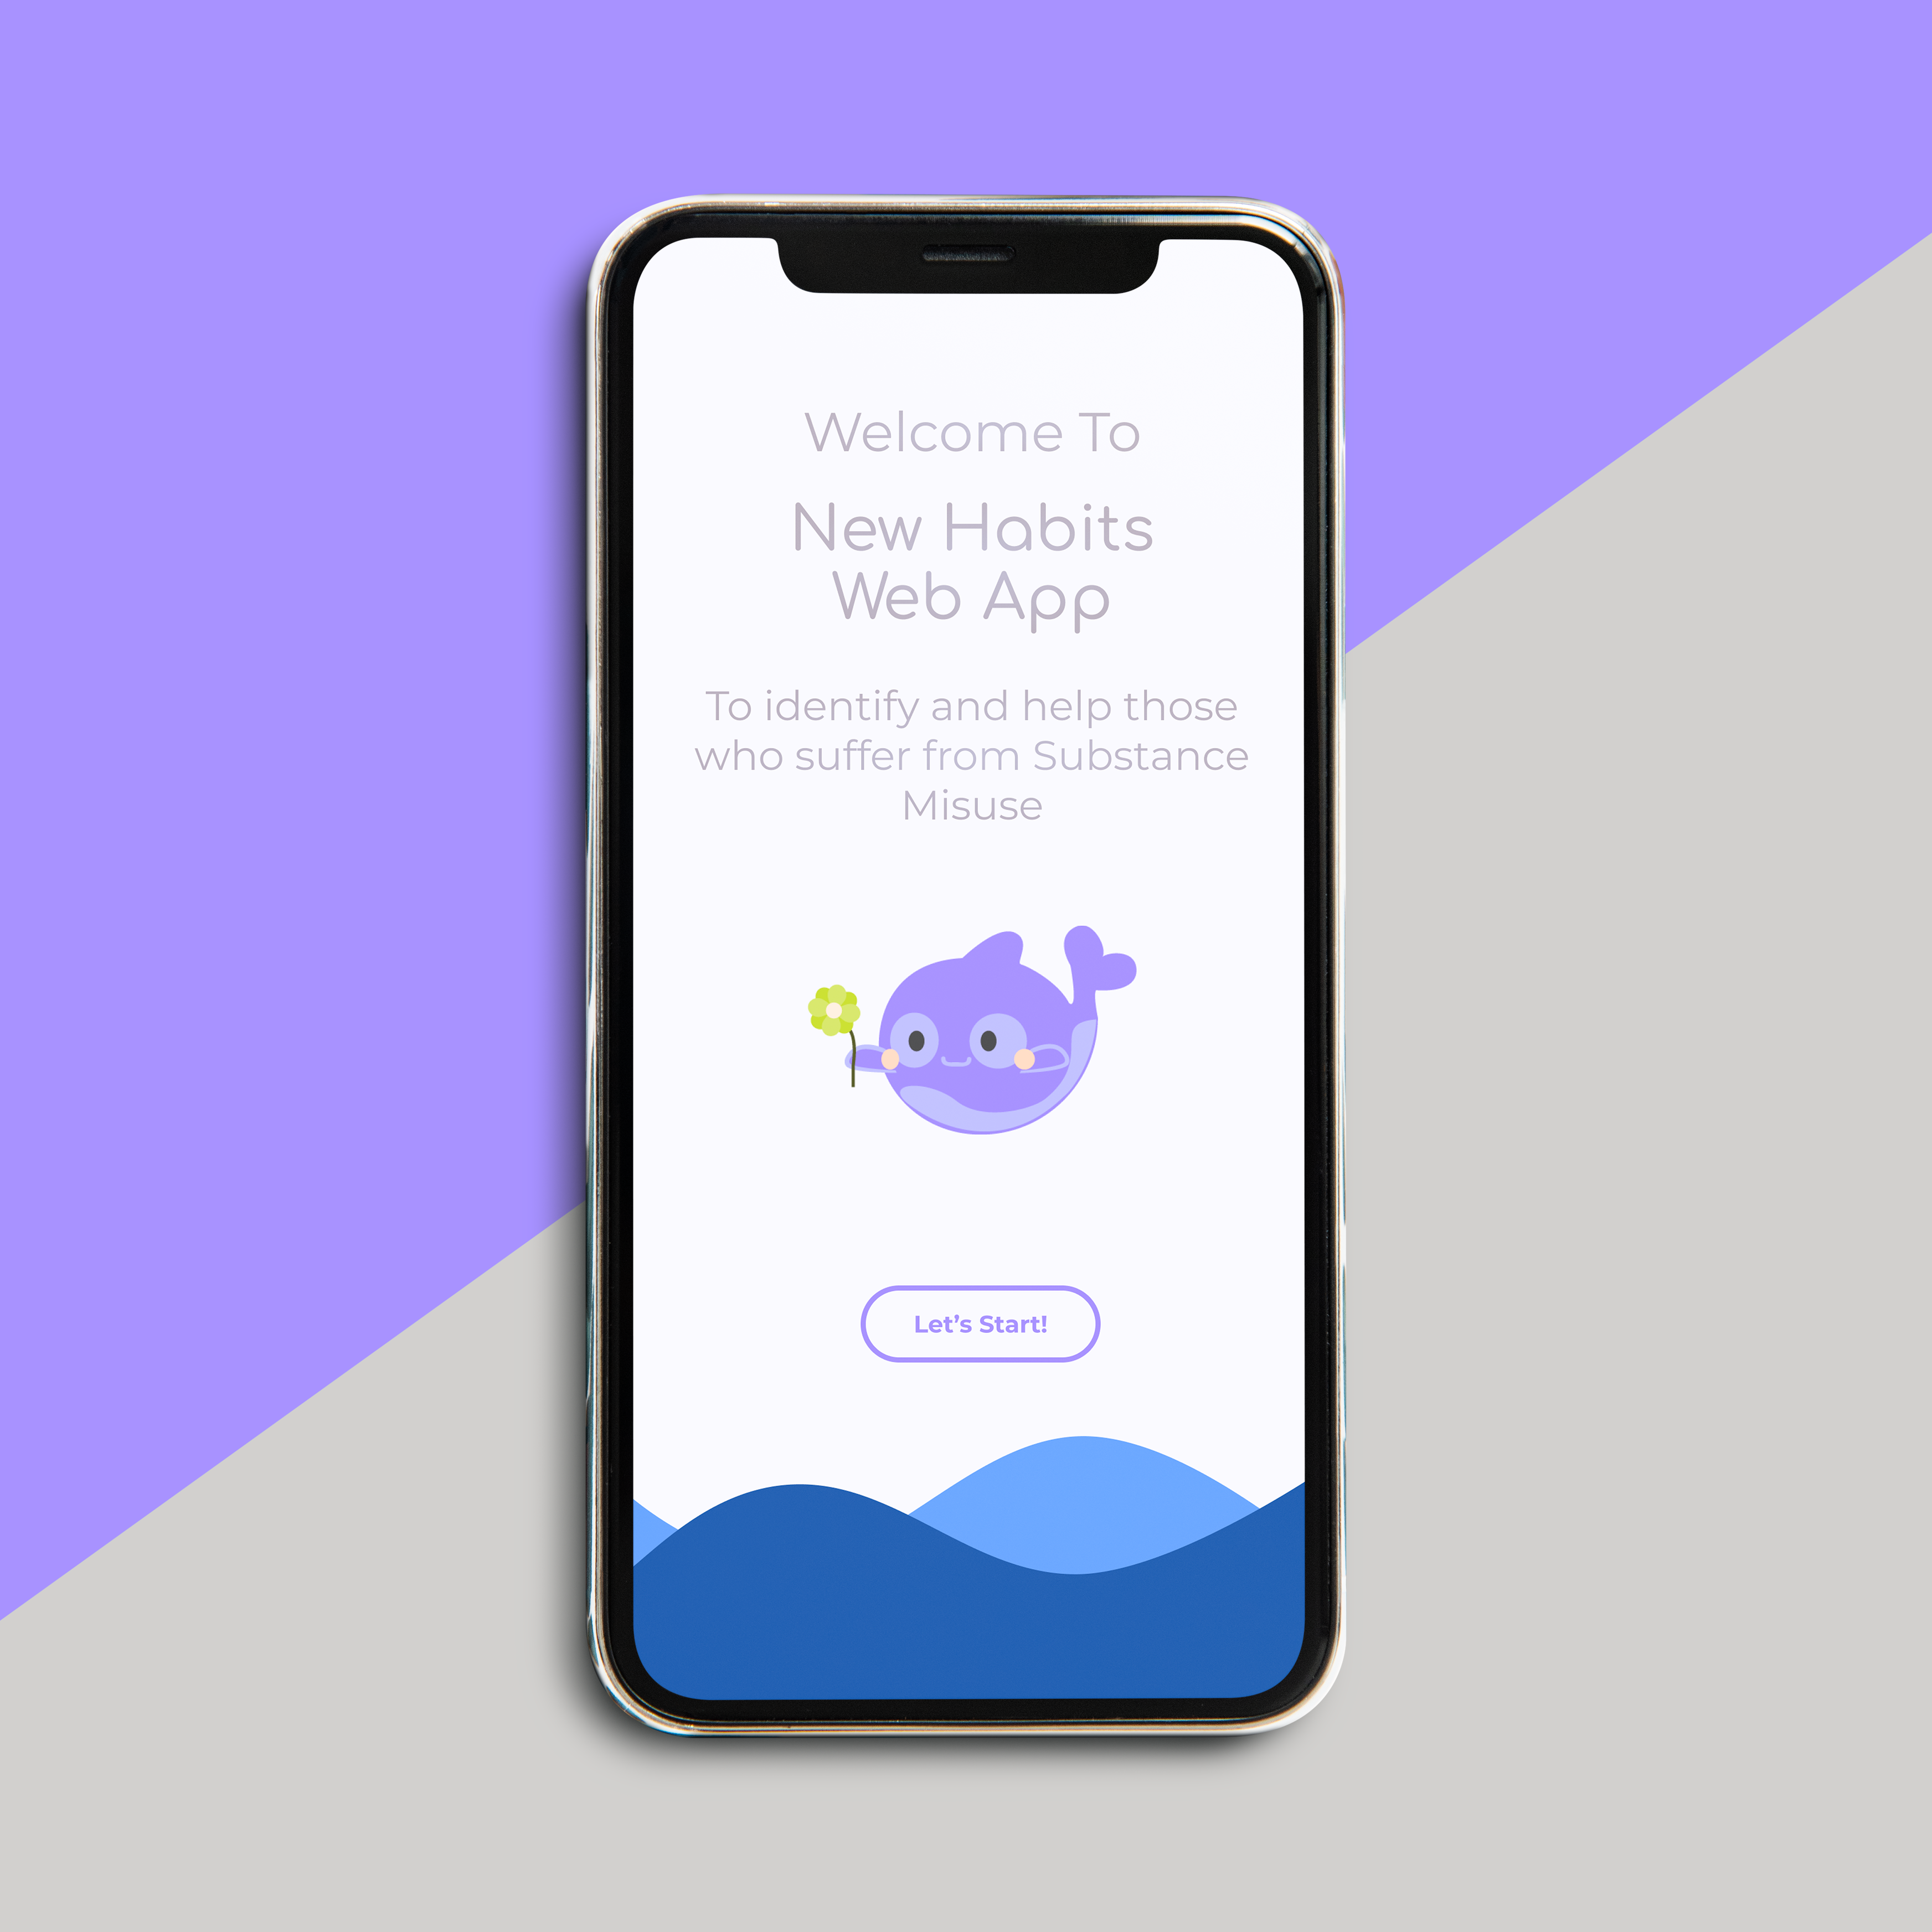 Welcome To
New Habits
Web App
To identify and help those
who suffer from Substance
Misuse
Let’s Start!